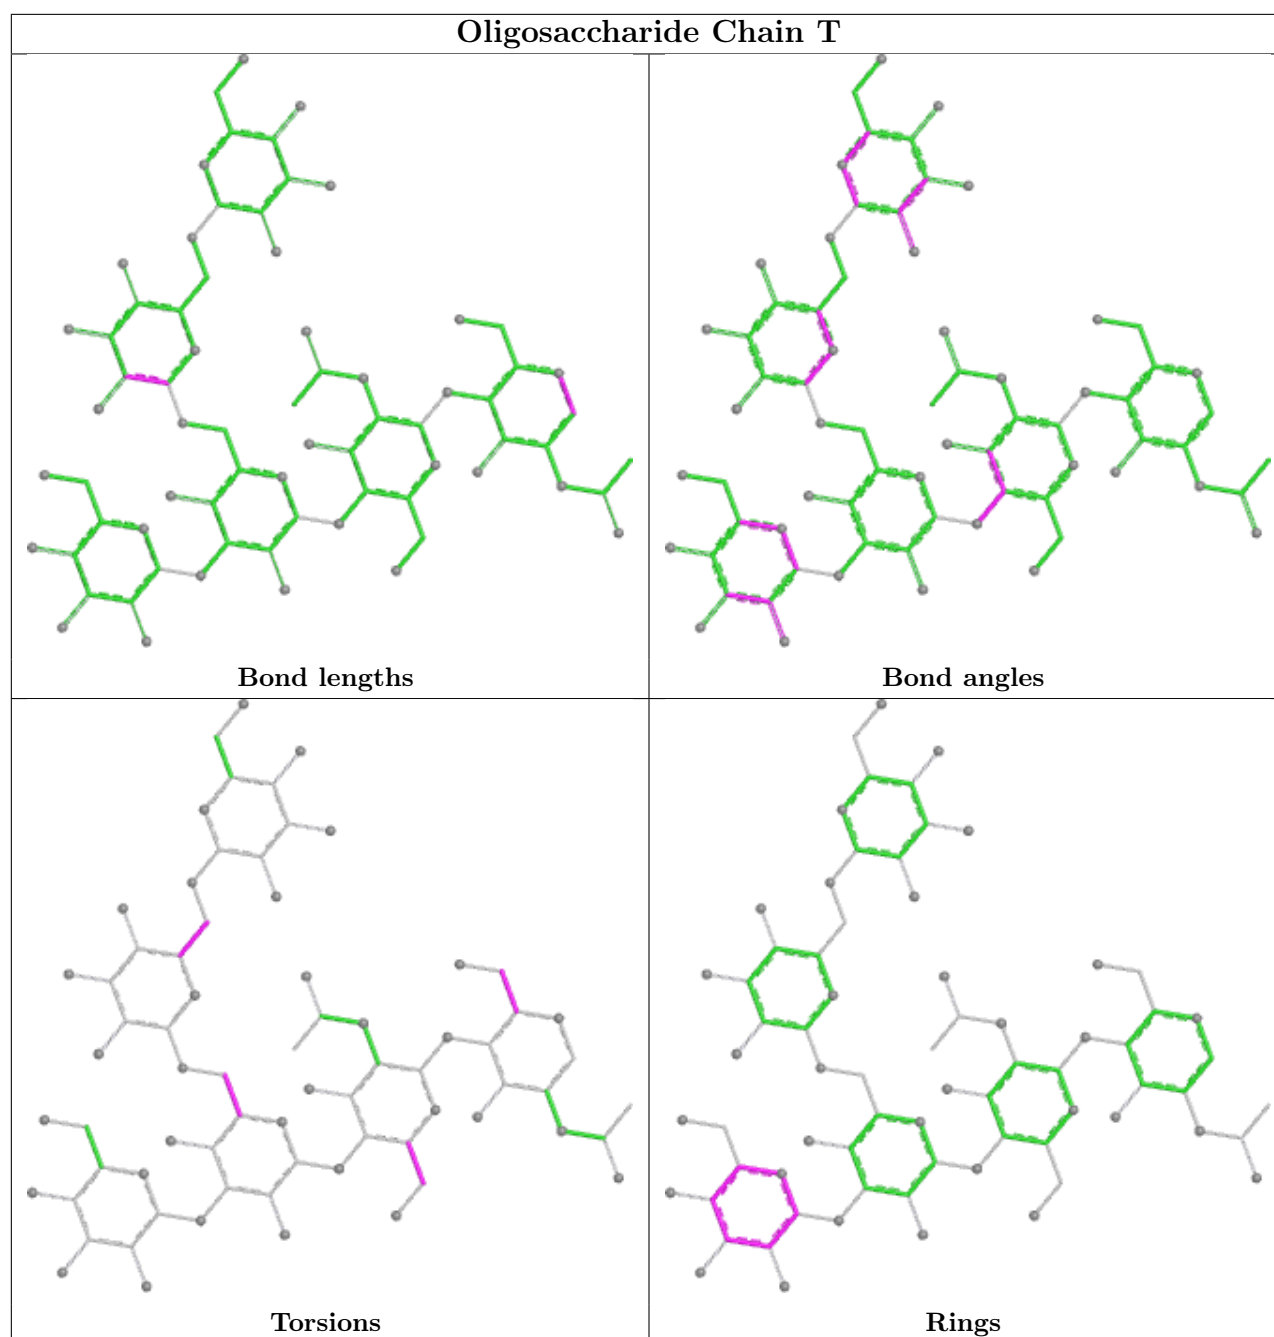 Oligosaccharide Chain T
Bond lengths
Bond angles
Torsions
Rings